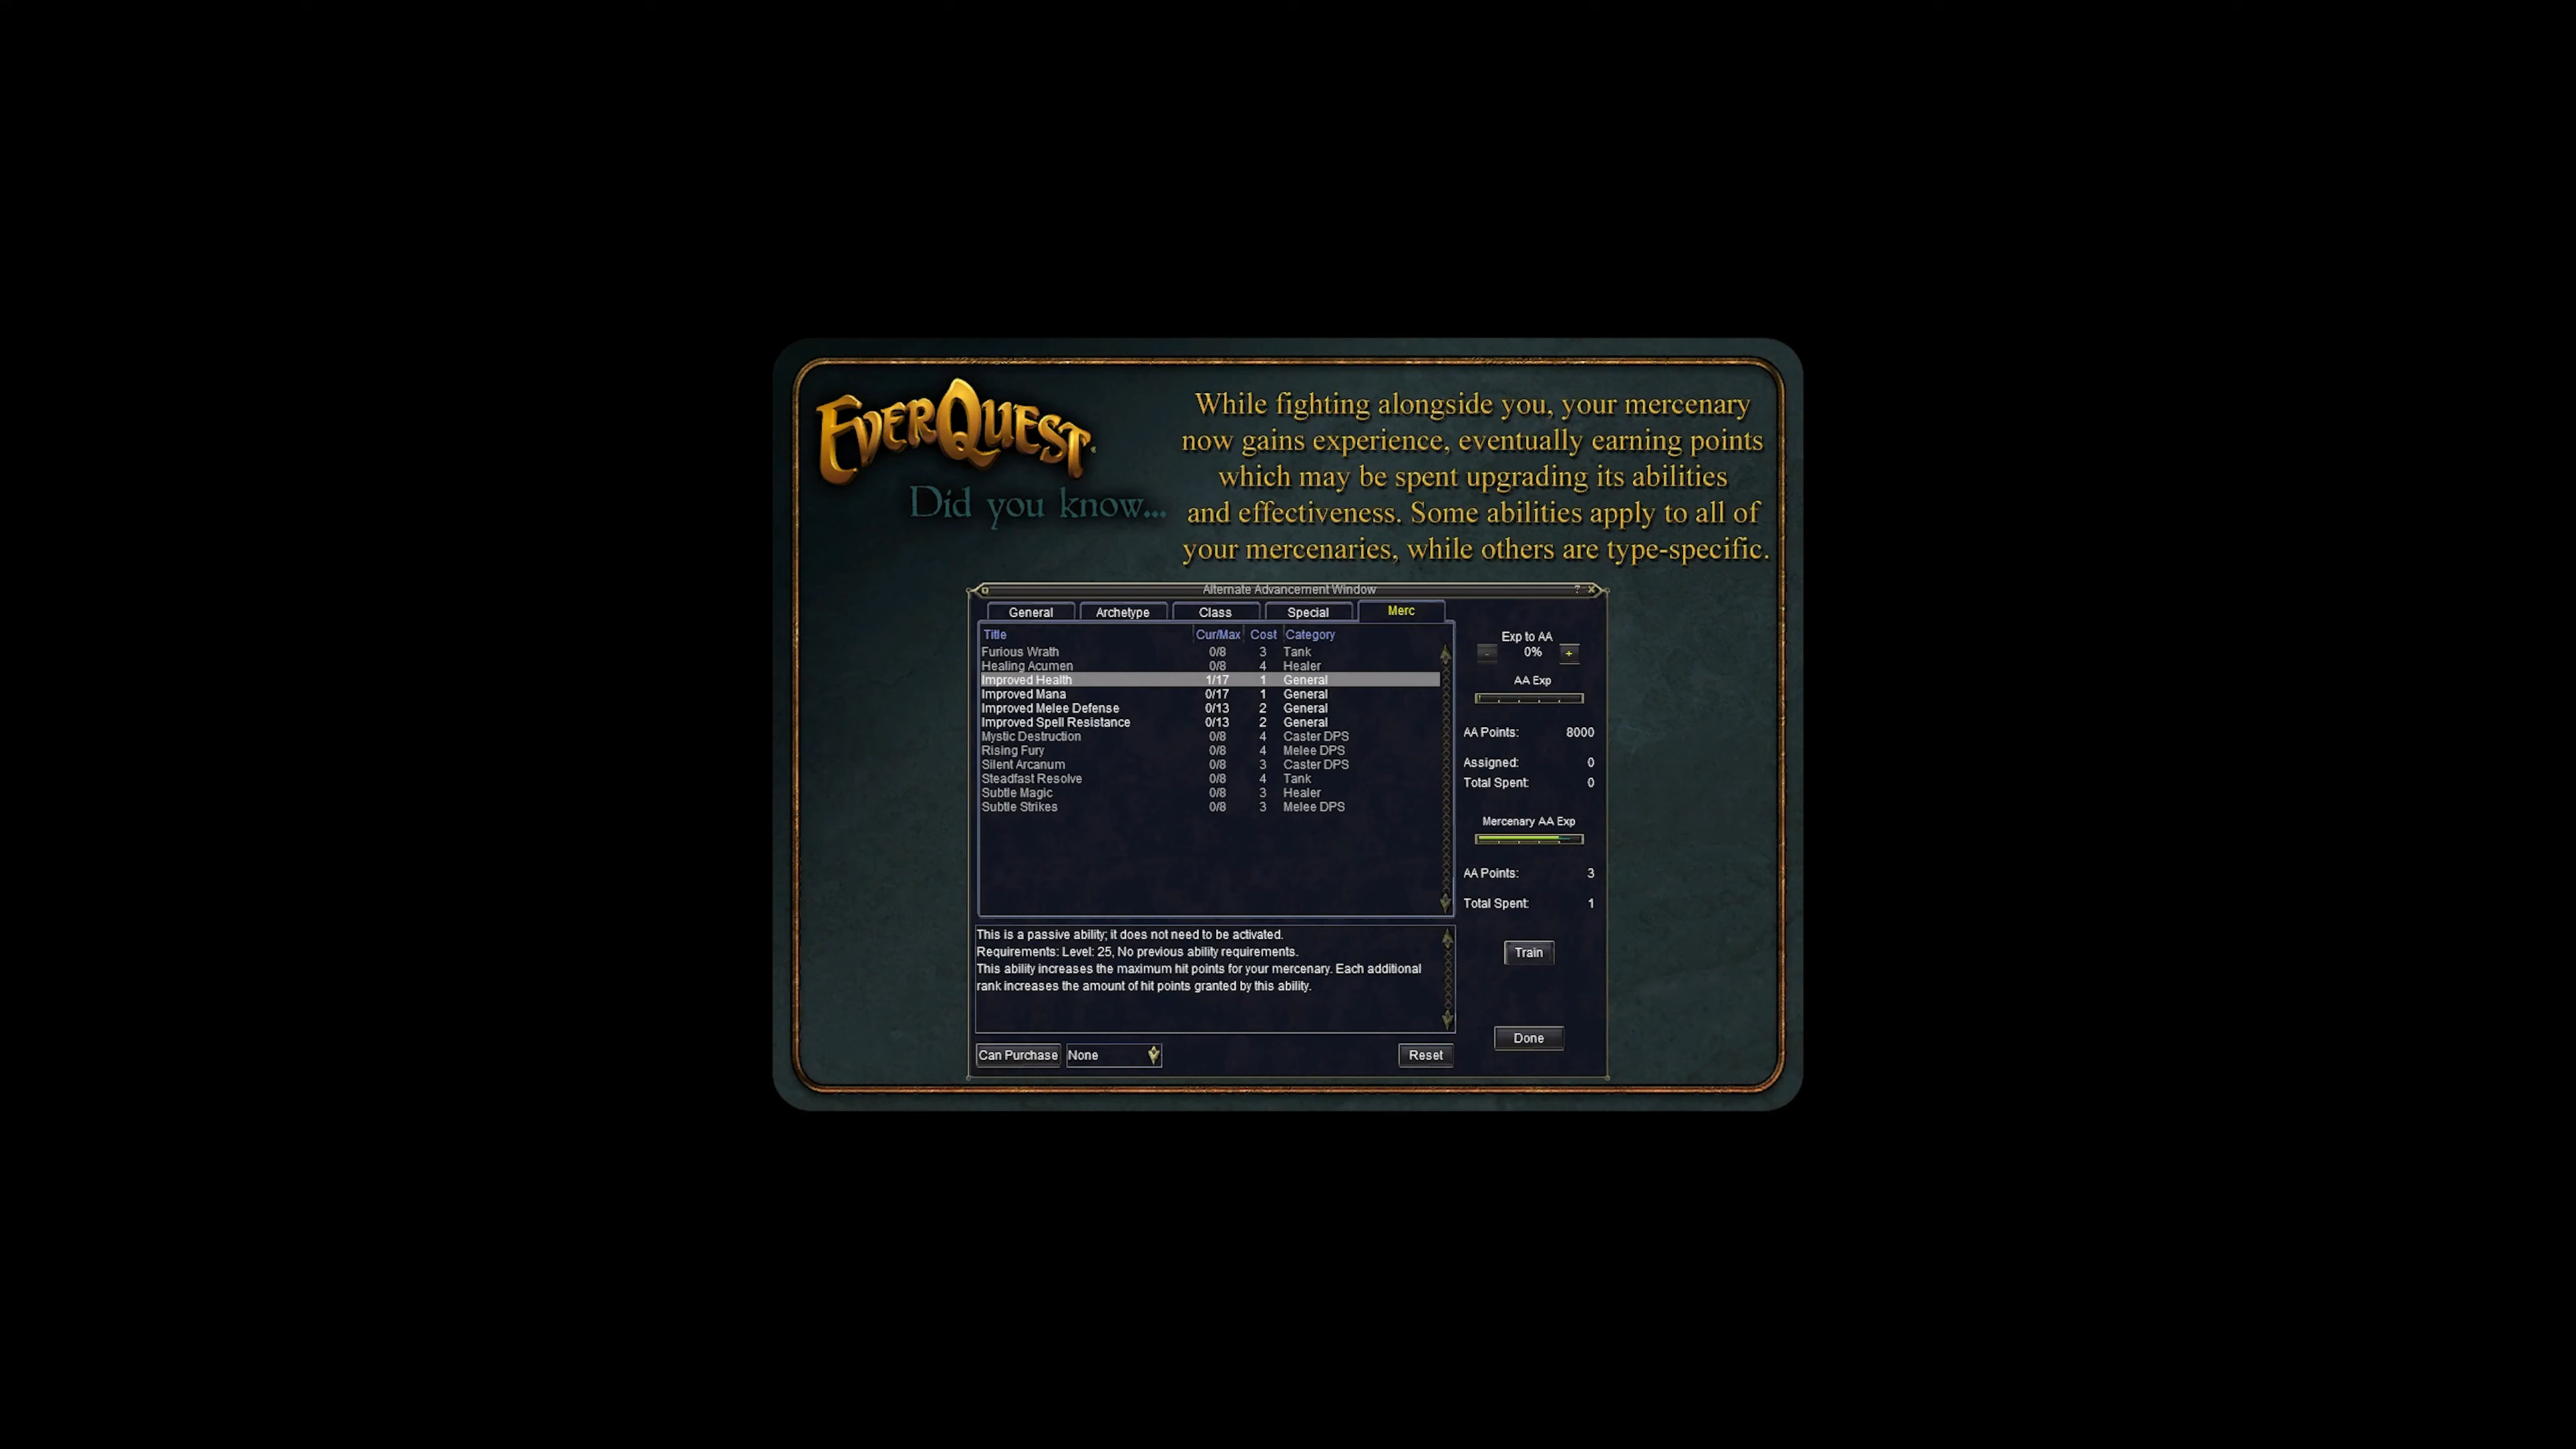 EverQuest
Did you know...
While fighting alongside you, your mercenary
now gains experience, eventually earning points
which may be spent upgrading its abilities
and effectiveness. Some abilities apply to all of
your mercenaries, while others are type-specific.
Alternate Advancement Window
General Archetype Class Special Merc
Title Cur/Max Cost Category
Furious Wrath 0/8 3 Tank
Healing Acumen 0/8 4 Healer
Improved Health 1/17 1 General
Improved Mana 0/17 1 General
Improved Melee Defense 0/13 2 General
Improved Spell Resistance 0/13 2 General
Mystic Destruction 0/8 4 Caster DPS
Rising Fury 0/8 4 Melee DPS
Silent Arcanum 0/8 3 Caster DPS
Steadfast Resolve 0/8 4 Tank
Subtle Magic 0/8 3 Healer
Subtle Strikes 0/8 3 Melee DPS
Exp to AA
- 0% +
AA Exp
AA Points: 8000
Assigned: 0
Total Spent: 0
Mercenary AA Exp
AA Points: 3
Total Spent: 1
Train
Done
This is a passive ability; it does not need to be activated.
Requirements: Level: 25, No previous ability requirements.
This ability increases the maximum hit points for your mercenary. Each additional
rank increases the amount of hit points granted by this ability.
Can Purchase None Reset